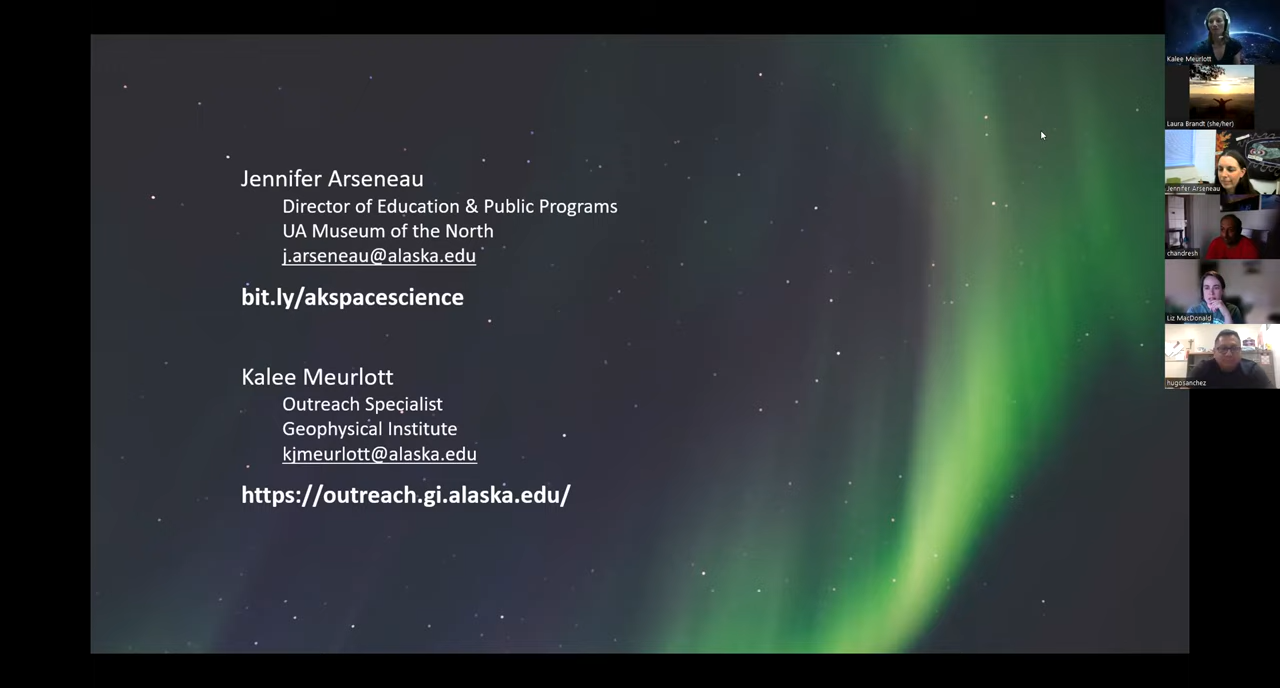 Jennifer Arseneau
Director of Education & Public Programs
UA Museum of the North
j.arseneau@alaska.edu
bit.ly/akspacescience
Kalee Meurlott
Outreach Specialist
Geophysical Institute
kjmeurlott@alaska.edu
https://outreach.gi.alaska.edu/
Kalee Meurlott
Laura Brandt (she/her)
Jennifer Arseneau
chandresh
Liz MacDonald
hugosanchez